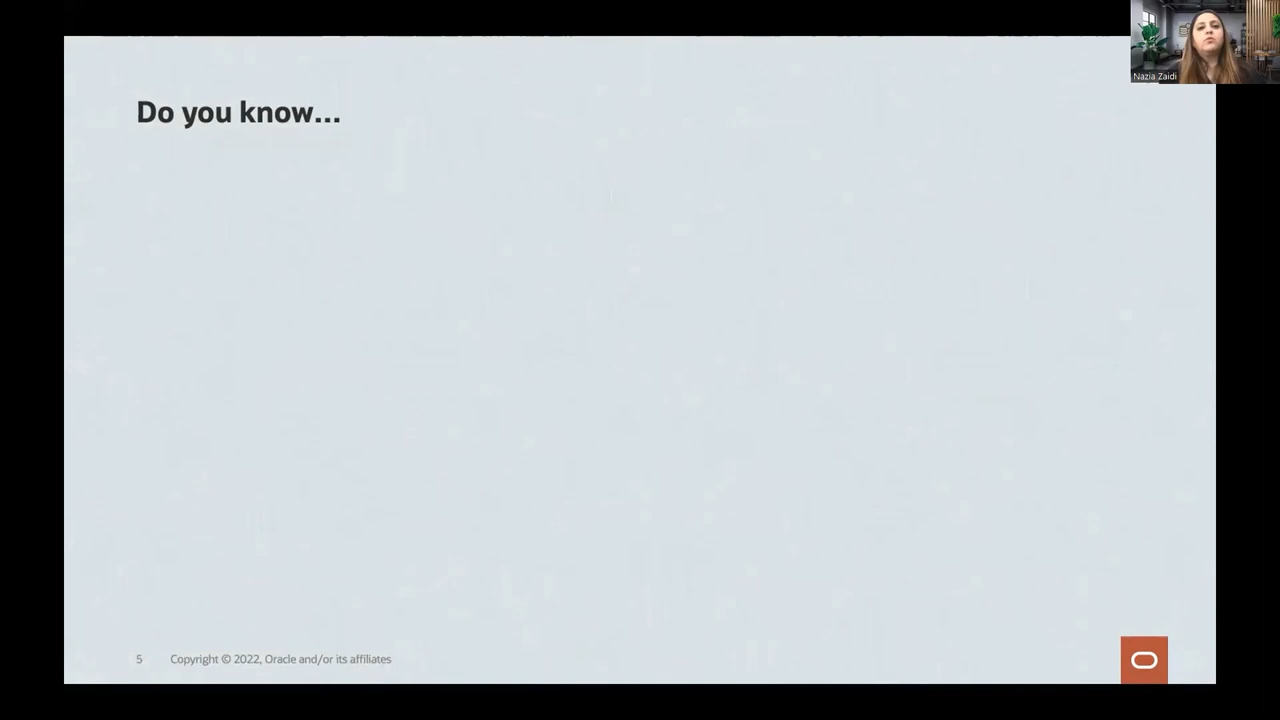 Nazia Zaidi
Do you know...
5 Copyright © 2022, Oracle and/or its affiliates